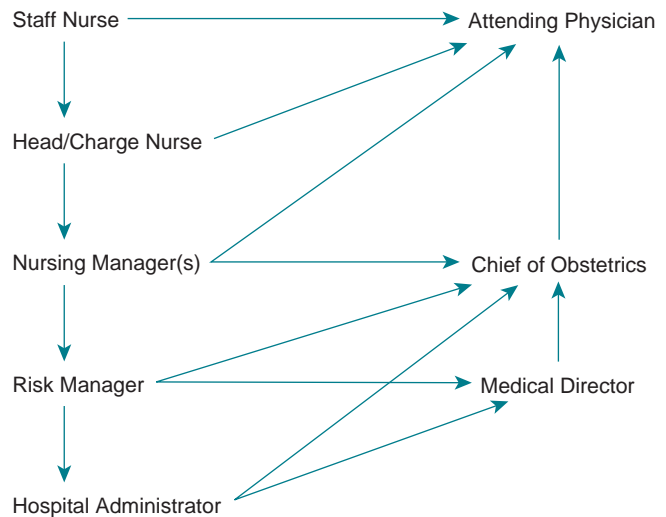 Staff Nurse
Attending Physician
Head/Charge Nurse
Nursing Manager(s)
Chief of Obstetrics
Risk Manager
Medical Director
Hospital Administrator